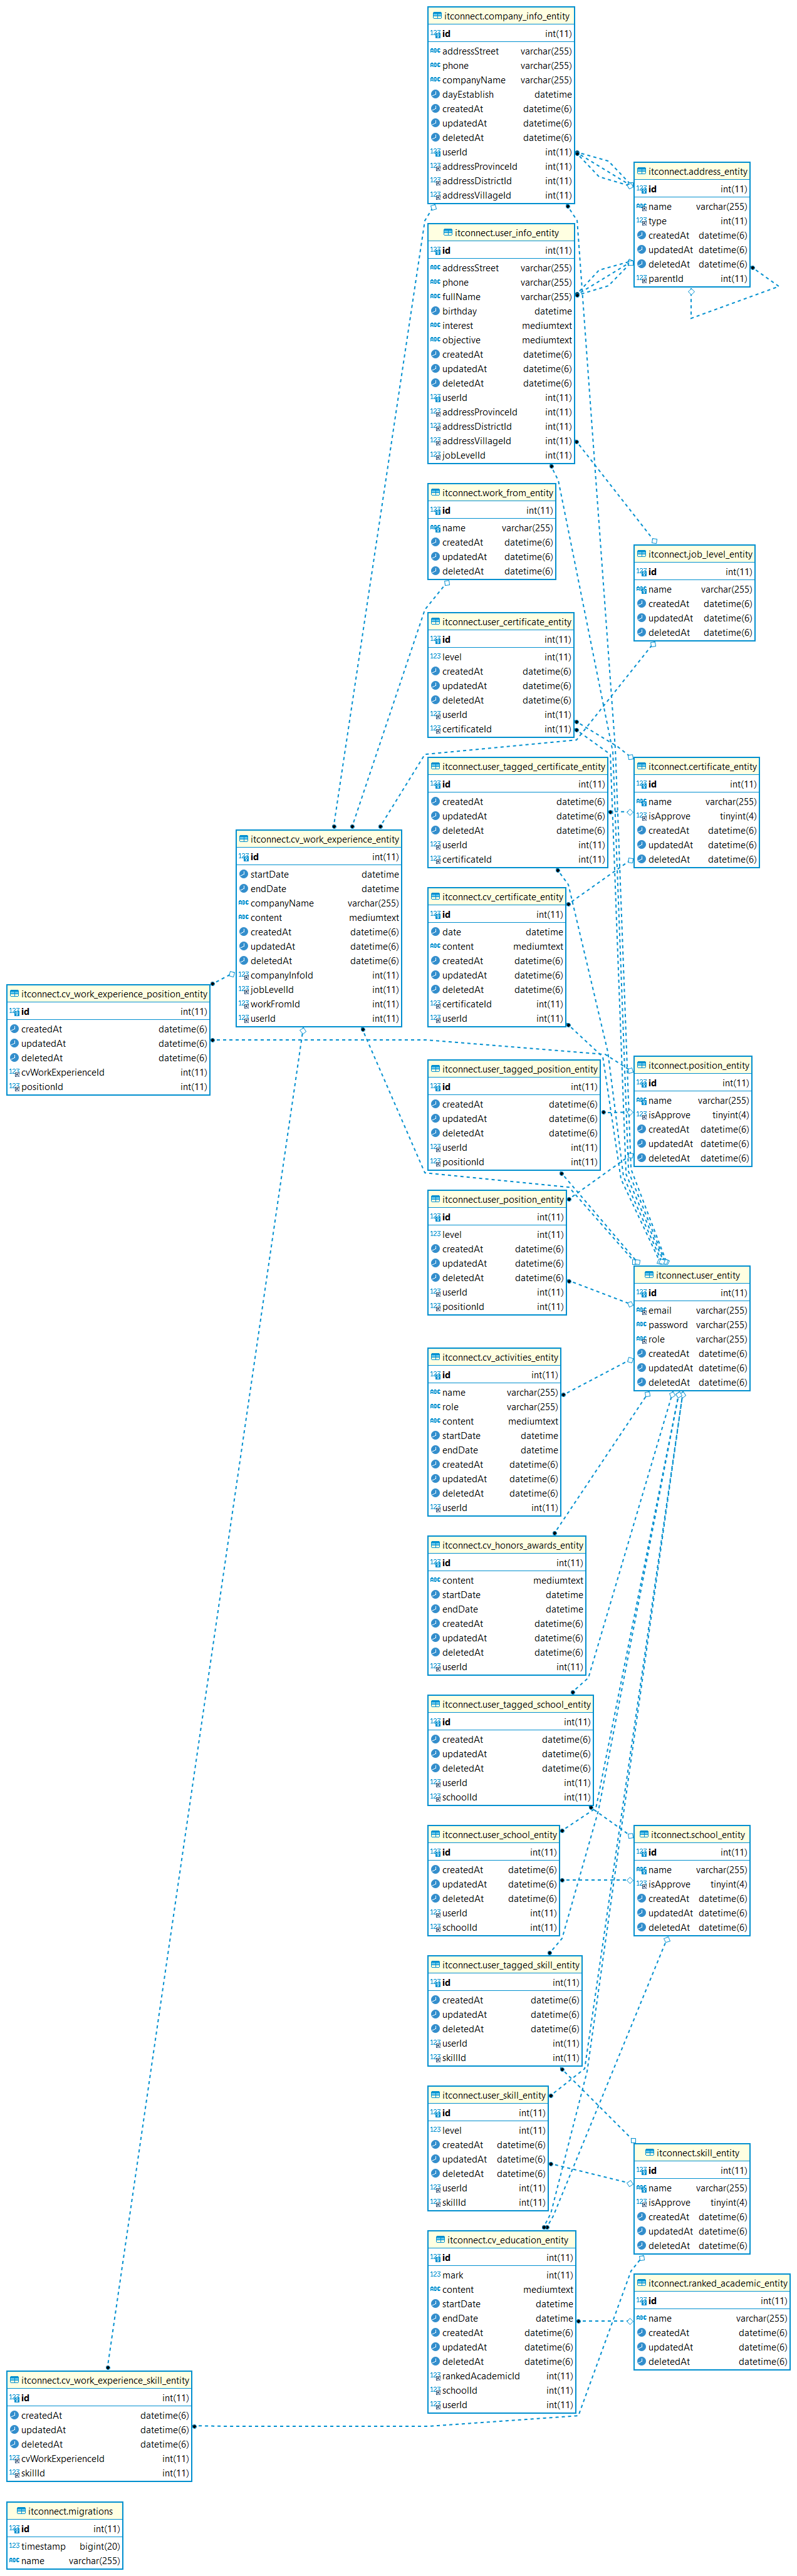 itconnect.company_info_entity
id int(11)
addressStreet varchar(255)
phone varchar(255)
companyName varchar(255)
dayEstablish datetime
createdAt datetime(6)
updatedAt datetime(6)
deletedAt datetime(6)
userId int(11)
addressProvinceId int(11)
addressDistrictId int(11)
addressVillageId int(11)
itconnect.address_entity
id int(11)
name varchar(255)
type int(11)
createdAt datetime(6)
updatedAt datetime(6)
deletedAt datetime(6)
parentId int(11)
itconnect.user_info_entity
id int(11)
addressStreet varchar(255)
phone varchar(255)
fullName varchar(255)
birthday datetime
interest mediumtext
objective mediumtext
createdAt datetime(6)
updatedAt datetime(6)
deletedAt datetime(6)
userId int(11)
addressProvinceId int(11)
addressDistrictId int(11)
addressVillageId int(11)
jobLevelId int(11)
itconnect.work_from_entity
id int(11)
name varchar(255)
createdAt datetime(6)
updatedAt datetime(6)
deletedAt datetime(6)
itconnect.job_level_entity
id int(11)
name varchar(255)
createdAt datetime(6)
updatedAt datetime(6)
deletedAt datetime(6)
itconnect.user_certificate_entity
id int(11)
level int(11)
createdAt datetime(6)
updatedAt datetime(6)
deletedAt datetime(6)
userId int(11)
certificateId int(11)
itconnect.user_tagged_certificate_entity
id int(11)
createdAt datetime(6)
updatedAt datetime(6)
deletedAt datetime(6)
userId int(11)
certificateId int(11)
itconnect.certificate_entity
id int(11)
name varchar(255)
isApprove tinyint(4)
createdAt datetime(6)
updatedAt datetime(6)
deletedAt datetime(6)
itconnect.cv_work_experience_entity
id int(11)
startDate datetime
endDate datetime
companyName varchar(255)
content mediumtext
createdAt datetime(6)
updatedAt datetime(6)
deletedAt datetime(6)
companyInfoId int(11)
jobLevelId int(11)
workFromId int(11)
userId int(11)
itconnect.cv_certificate_entity
id int(11)
date datetime
content mediumtext
createdAt datetime(6)
updatedAt datetime(6)
deletedAt datetime(6)
certificateId int(11)
userId int(11)
itconnect.cv_work_experience_position_entity
id int(11)
createdAt datetime(6)
updatedAt datetime(6)
deletedAt datetime(6)
cvWorkExperienceId int(11)
positionId int(11)
itconnect.user_tagged_position_entity
id int(11)
createdAt datetime(6)
updatedAt datetime(6)
deletedAt datetime(6)
userId int(11)
positionId int(11)
itconnect.position_entity
id int(11)
name varchar(255)
isApprove tinyint(4)
createdAt datetime(6)
updatedAt datetime(6)
deletedAt datetime(6)
itconnect.user_position_entity
id int(11)
level int(11)
createdAt datetime(6)
updatedAt datetime(6)
deletedAt datetime(6)
userId int(11)
positionId int(11)
itconnect.user_entity
id int(11)
email varchar(255)
password varchar(255)
role varchar(255)
createdAt datetime(6)
updatedAt datetime(6)
deletedAt datetime(6)
itconnect.cv_activities_entity
id int(11)
name varchar(255)
role varchar(255)
content mediumtext
startDate datetime
endDate datetime
createdAt datetime(6)
updatedAt datetime(6)
deletedAt datetime(6)
userId int(11)
itconnect.cv_honors_awards_entity
id int(11)
content mediumtext
startDate datetime
endDate datetime
createdAt datetime(6)
updatedAt datetime(6)
deletedAt datetime(6)
userId int(11)
itconnect.user_tagged_school_entity
id int(11)
createdAt datetime(6)
updatedAt datetime(6)
deletedAt datetime(6)
userId int(11)
schoolId int(11)
itconnect.user_school_entity
id int(11)
createdAt datetime(6)
updatedAt datetime(6)
deletedAt datetime(6)
userId int(11)
schoolId int(11)
itconnect.school_entity
id int(11)
name varchar(255)
isApprove tinyint(4)
createdAt datetime(6)
updatedAt datetime(6)
deletedAt datetime(6)
itconnect.user_tagged_skill_entity
id int(11)
createdAt datetime(6)
updatedAt datetime(6)
deletedAt datetime(6)
userId int(11)
skillId int(11)
itconnect.user_skill_entity
id int(11)
level int(11)
createdAt datetime(6)
updatedAt datetime(6)
deletedAt datetime(6)
userId int(11)
skillId int(11)
itconnect.skill_entity
id int(11)
name varchar(255)
isApprove tinyint(4)
createdAt datetime(6)
updatedAt datetime(6)
deletedAt datetime(6)
itconnect.cv_education_entity
id int(11)
mark int(11)
content mediumtext
startDate datetime
endDate datetime
createdAt datetime(6)
updatedAt datetime(6)
deletedAt datetime(6)
rankedAcademicId int(11)
schoolId int(11)
userId int(11)
itconnect.ranked_academic_entity
id int(11)
name varchar(255)
createdAt datetime(6)
updatedAt datetime(6)
deletedAt datetime(6)
itconnect.cv_work_experience_skill_entity
id int(11)
createdAt datetime(6)
updatedAt datetime(6)
deletedAt datetime(6)
cvWorkExperienceId int(11)
skillId int(11)
itconnect.migrations
id int(11)
timestamp bigint(20)
name varchar(255)